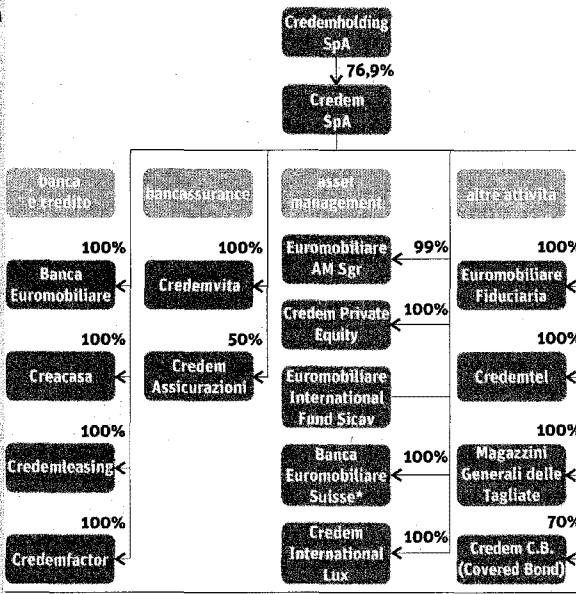 Credemholding
SpA
76,9%
Credem
SpA
banca
e credito
100%
Banca
Euromobiliare
100%
Creacasa
100%
Credemleasing
100%
Credemfactor
bancassurance
100%
Credemvita
50%
Credem
Assicurazioni
asset
management
Euromobiliare
AM Sgr
99%
Credem Private
Equity
100%
Euromobiliare
International
Fund Sicav
Banca
Euromobiliare
Suisse*
100%
Credem
International
Lux
100%
altre attività
100%
Euromobiliare
Fiduciaria
100%
Credemtel
100%
Magazzini
Generali delle
Tagliate
70%
Credem C.B.
(Covered Bond)